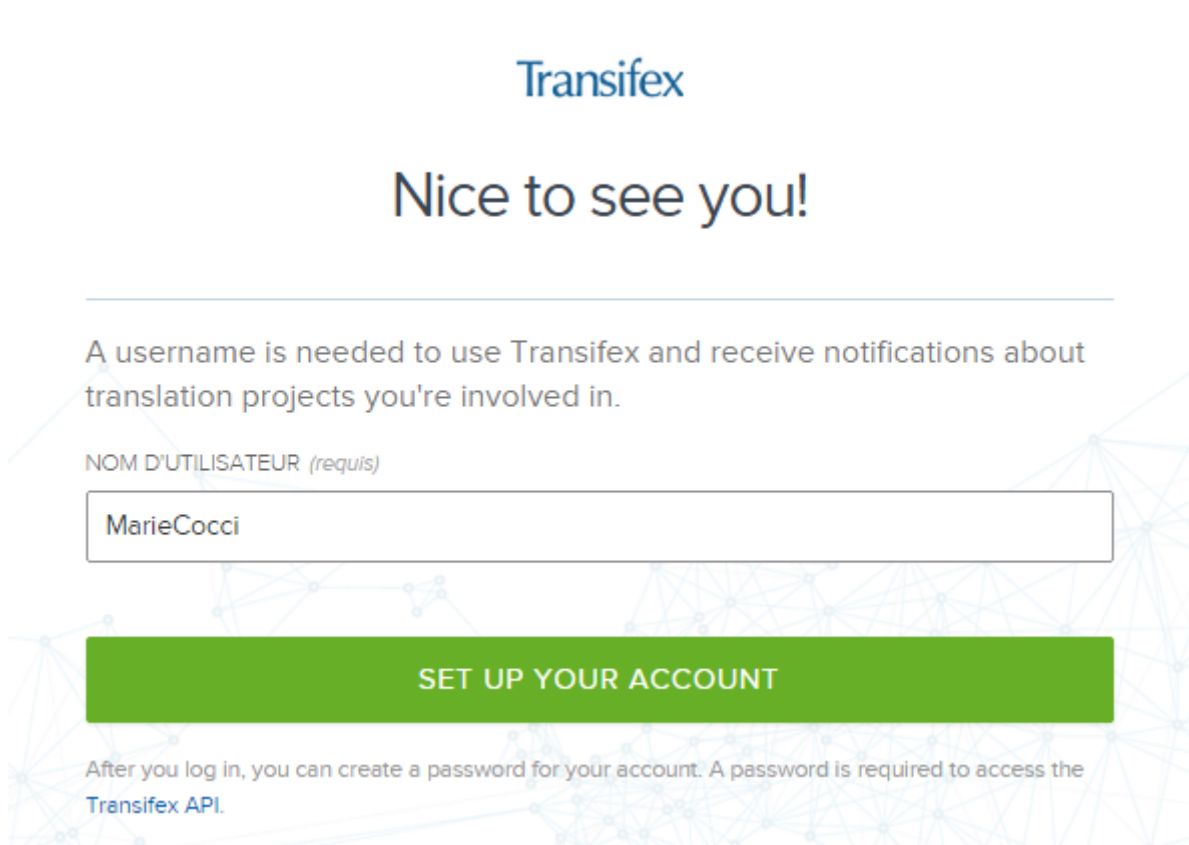 Transifex
Nice to see you!
A username is needed to use Transifex and receive notifications about
translation projects you're involved in.
NOM D'UTILISATEUR (requis)
MarieCocci
SET UP YOUR ACCOUNT
After you log in, you can create a password for your account. A password is required to access the
Transifex API.